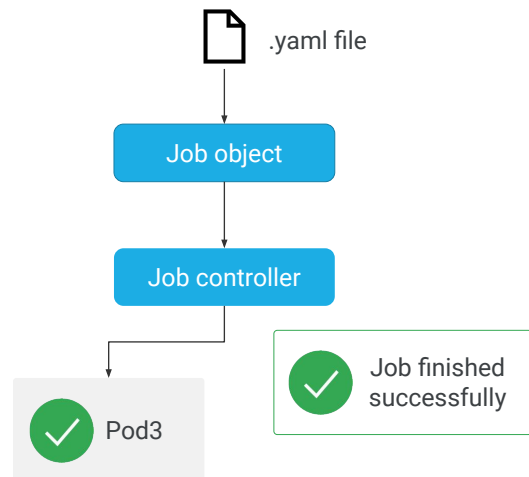 .yaml file
Job object
Job controller
Job finished
successfully
Pod3